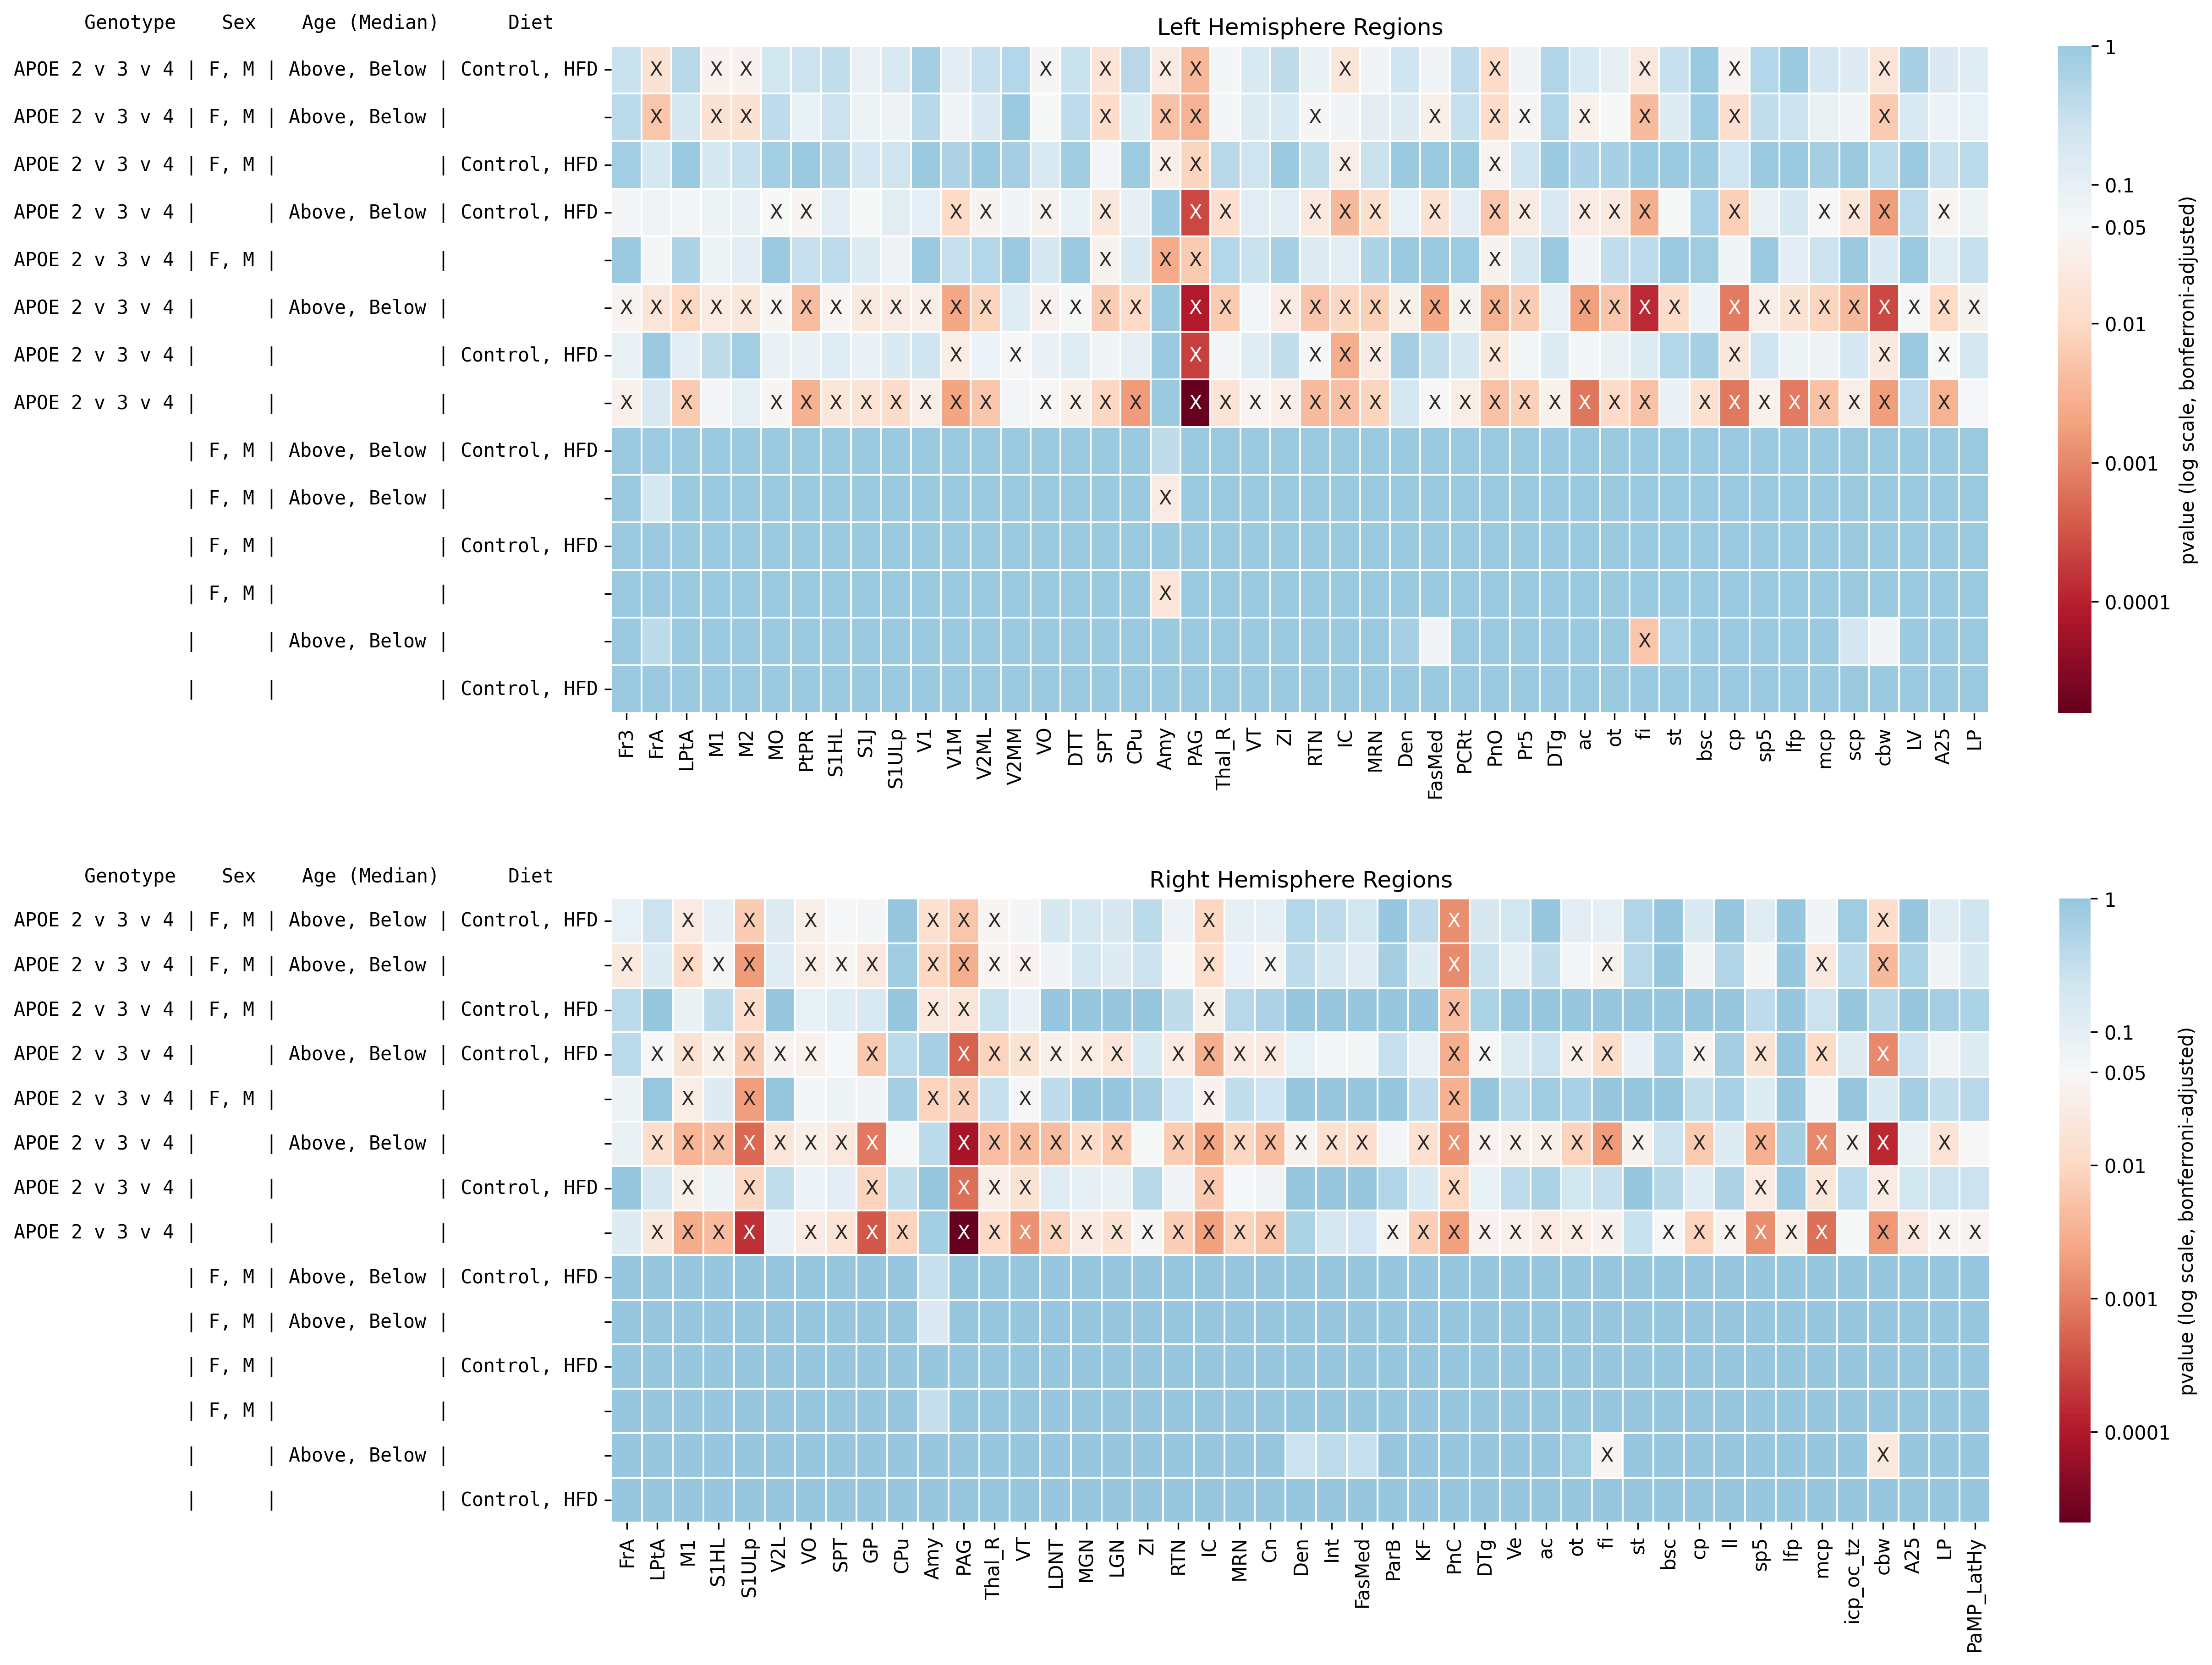 Genotype Sex Age (Median) Diet
Left Hemisphere Regions
APOE 2 v 3 v 4 | F, M | Above, Below | Control, HFD X X X X X X X X X X X X
APOE 2 v 3 v 4 | F, M | Above, Below | X X X X X X X X X X X X X X
APOE 2 v 3 v 4 | F, M | | Control, HFD X X X X
APOE 2 v 3 v 4 | | Above, Below | Control, HFD X X X X X X X X X X X X X X X X X X X X X X
APOE 2 v 3 v 4 | F, M | | X X X X
APOE 2 v 3 v 4 | | Above, Below | X X X X X X X X X X X X X X X X X X X X X X X X X X X X X X X X X X X X X X X X
APOE 2 v 3 v 4 | | | Control, HFD X X X X X X X X X X
APOE 2 v 3 v 4 | | | X X X X X X X X X X X X X X X X X X X X X X X X X X X X X X X X X X X X X
| F, M | Above, Below | Control, HFD
| F, M | Above, Below | X
| F, M | | Control, HFD
| F, M | | X
| | Above, Below | X
| | | Control, HFD
Fr3 FrA LPtA M1 M2 MO PtPR S1HL S1J S1ULp V1 V1M V2ML V2MM VO DTT SPT CPu Amy PAG Thal_R VT ZI RTN IC MRN Den FasMed PCRt PnO Pr5 DTg ac ot fi st bsc cp sp5 lfp mcp scp cbw LV A25 LP
1
0.1
0.05
0.01
0.001
0.0001
pvalue (log scale, bonferroni-adjusted)
Genotype Sex Age (Median) Diet
Right Hemisphere Regions
APOE 2 v 3 v 4 | F, M | Above, Below | Control, HFD X X X X X X X X X
APOE 2 v 3 v 4 | F, M | Above, Below | X X X X X X X X X X X X X X X X X
APOE 2 v 3 v 4 | F, M | | Control, HFD X X X X X
APOE 2 v 3 v 4 | | Above, Below | Control, HFD X X X X X X X X X X X X X X X X X X X X X X X X X
APOE 2 v 3 v 4 | F, M | | X X X X X X X
APOE 2 v 3 v 4 | | Above, Below | X X X X X X X X X X X X X X X X X X X X X X X X X X X X X X X X X X X
APOE 2 v 3 v 4 | | | Control, HFD X X X X X X X X X X X
APOE 2 v 3 v 4 | | | X X X X X X X X X X X X X X X X X X X X X X X X X X X X X X X X X X X X X
| F, M | Above, Below | Control, HFD
| F, M | Above, Below |
| F, M | | Control, HFD
| F, M | |
| | Above, Below | X X
| | | Control, HFD
FrA LPtA M1 S1HL S1ULp V2L VO SPT GP CPu Amy PAG Thal_R VT LDNT MGN LGN ZI RTN IC MRN Cn Den Int FasMed ParB KF PnC DTg Ve ac ot fi st bsc cp ll sp5 lfp mcp icp_oc_tz cbw A25 LP PaMP_LatHy
1
0.1
0.05
0.01
0.001
0.0001
pvalue (log scale, bonferroni-adjusted)